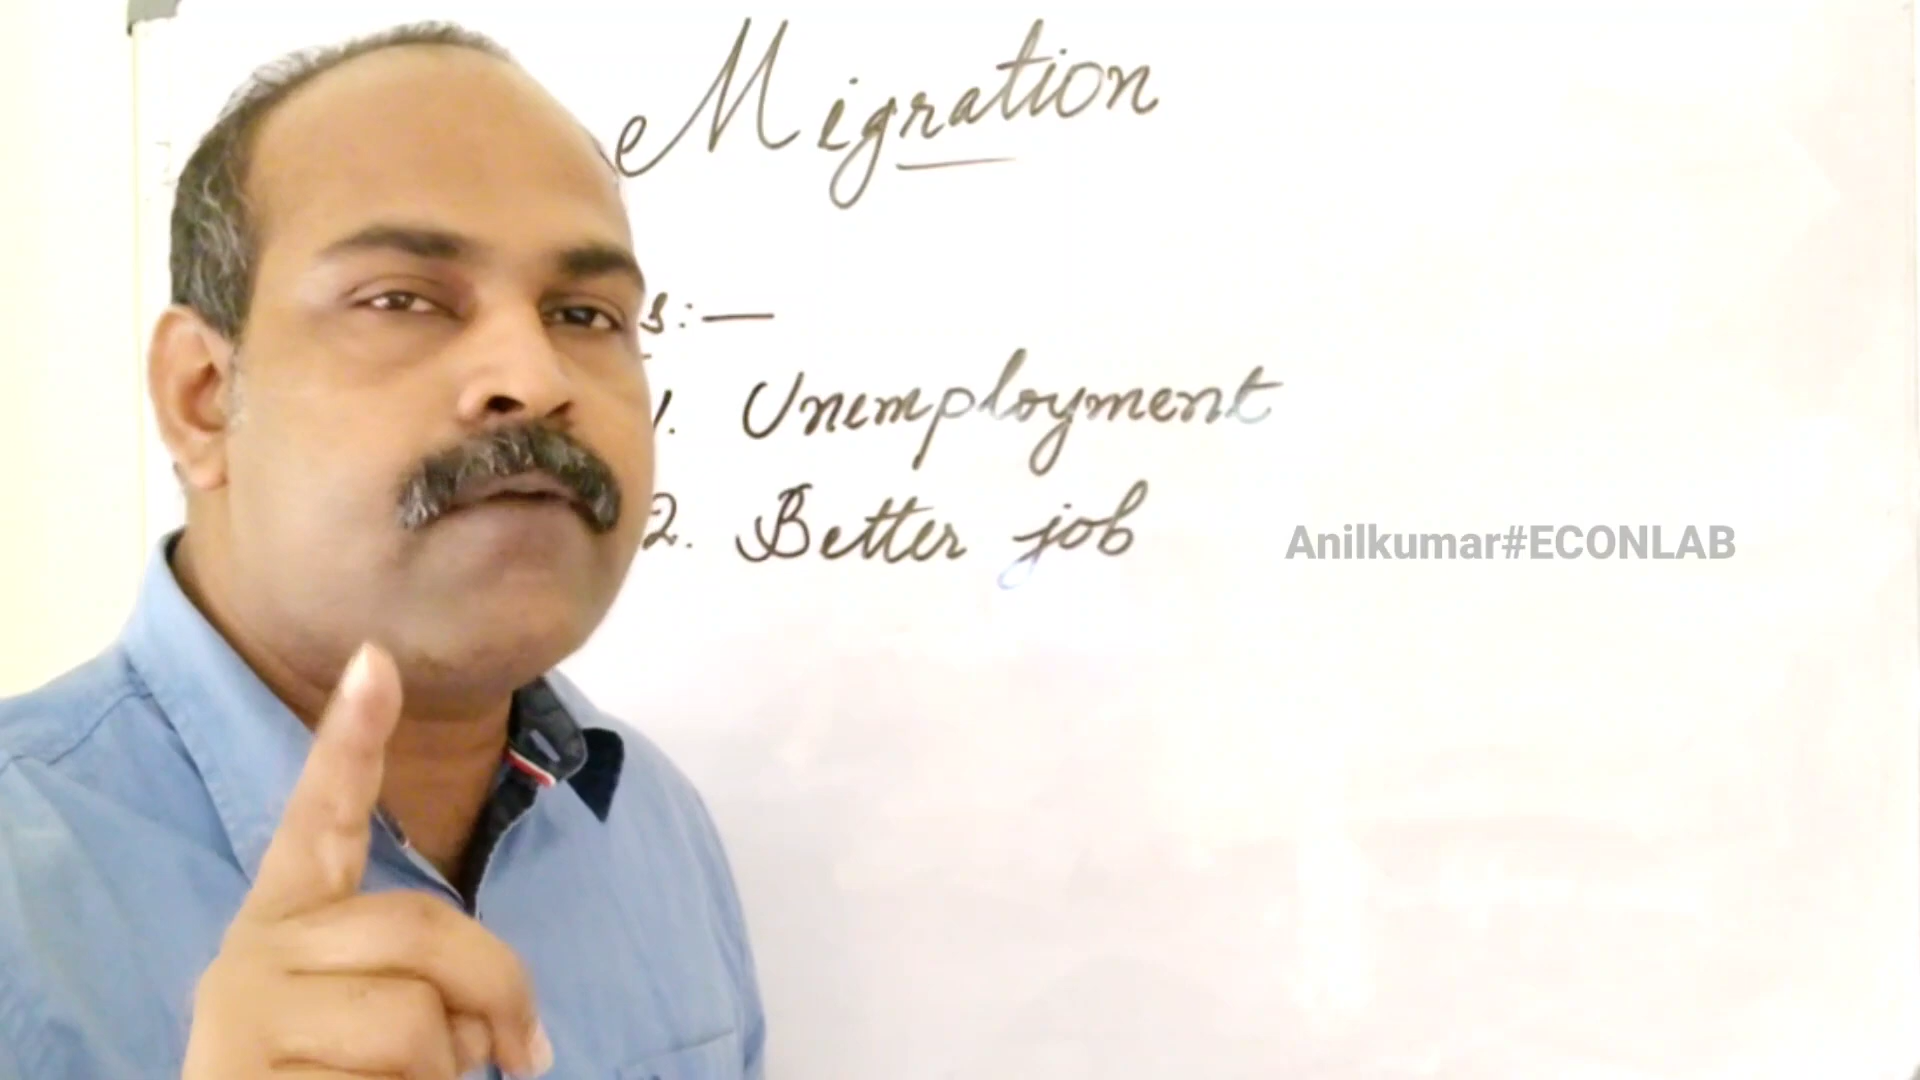 Migration
s:—
1. Unemployment
2. Better job
Anilkumar#ECONLAB